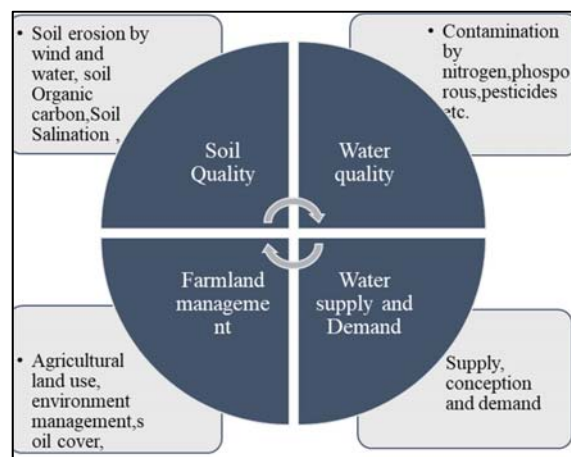 • Soil erosion by
wind and
water, soil
Organic
carbon,Soil
Salination ,
• Contamination
by
nitrogen,phospo
rous,pesticides
etc.
Soil
Quality
Water
quality
Farmland
manageme
nt
Water
supply and
Demand
• Agricultural
land use,
environment
management,s
oil cover,
Supply,
conception
and demand